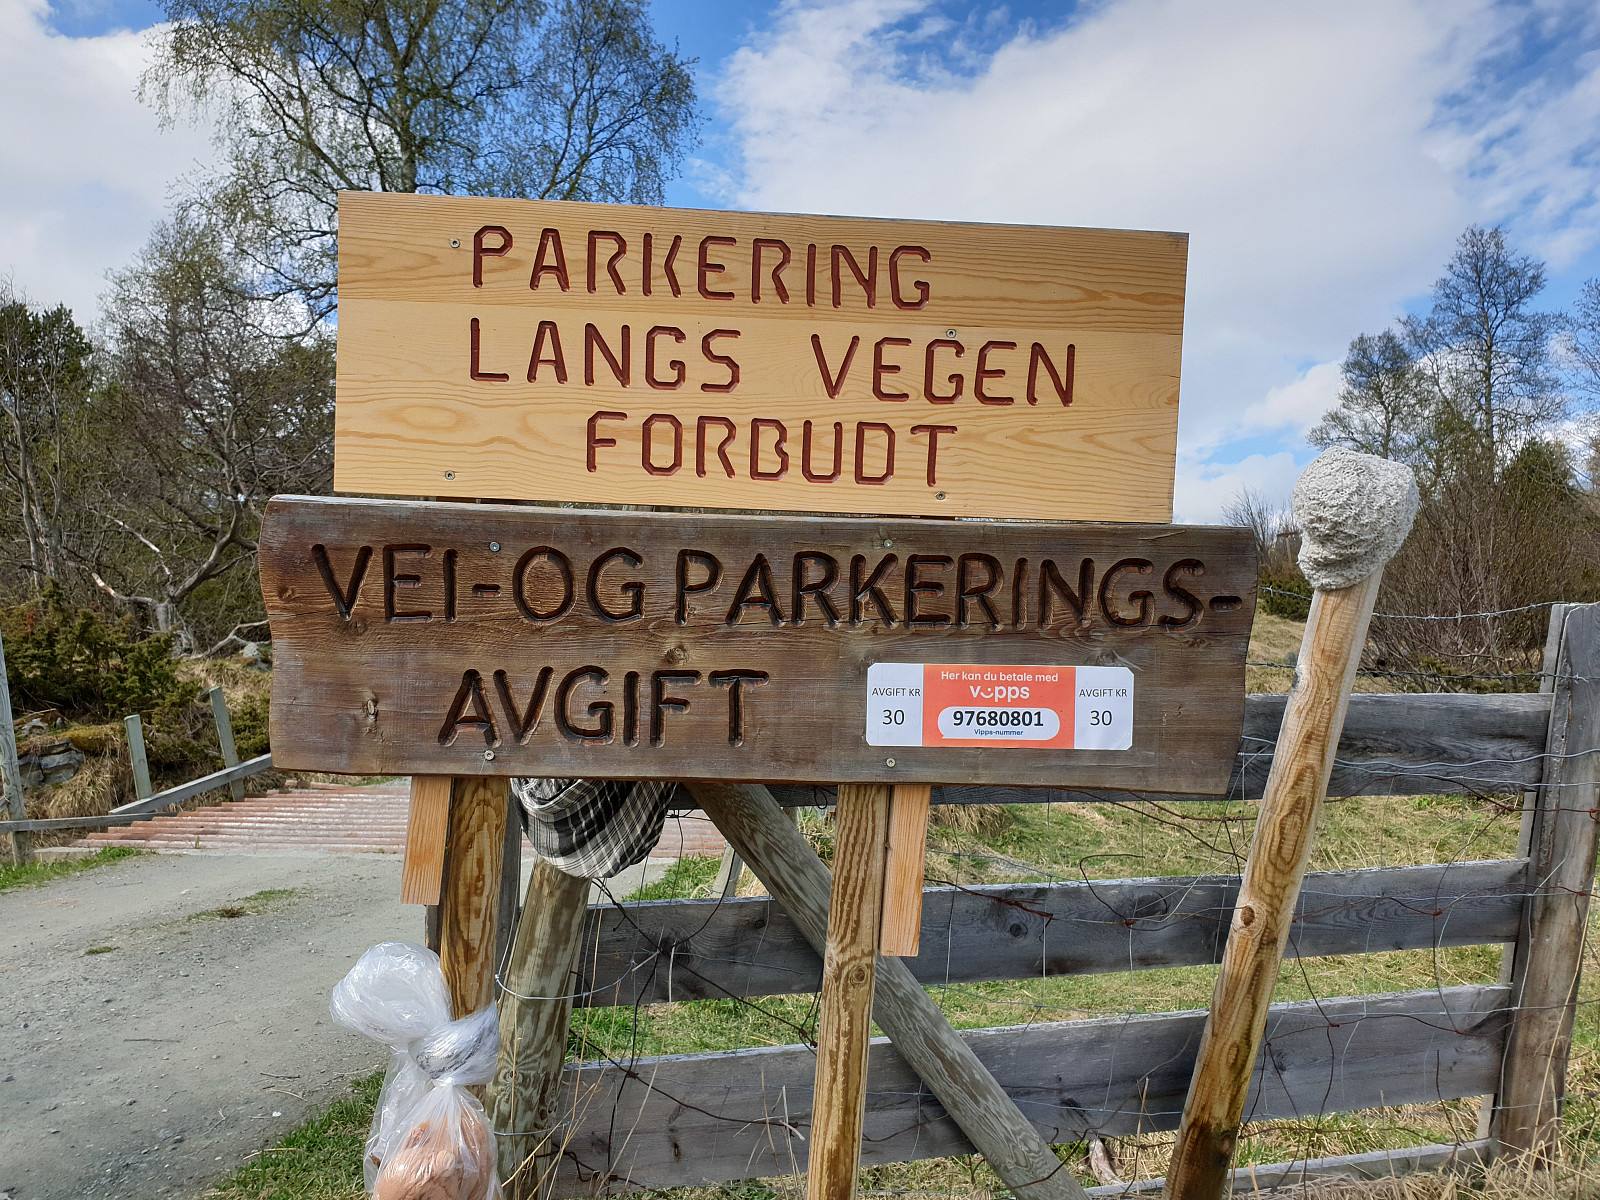 PARKERING
LANGS VEGEN
FORBUDT
VEI-OG PARKERINGS-
AVGIFT
AVGIFT KR
30
Her kan du betale med
vipps
97680801
Vipps-nummer
AVGIFT KR
30